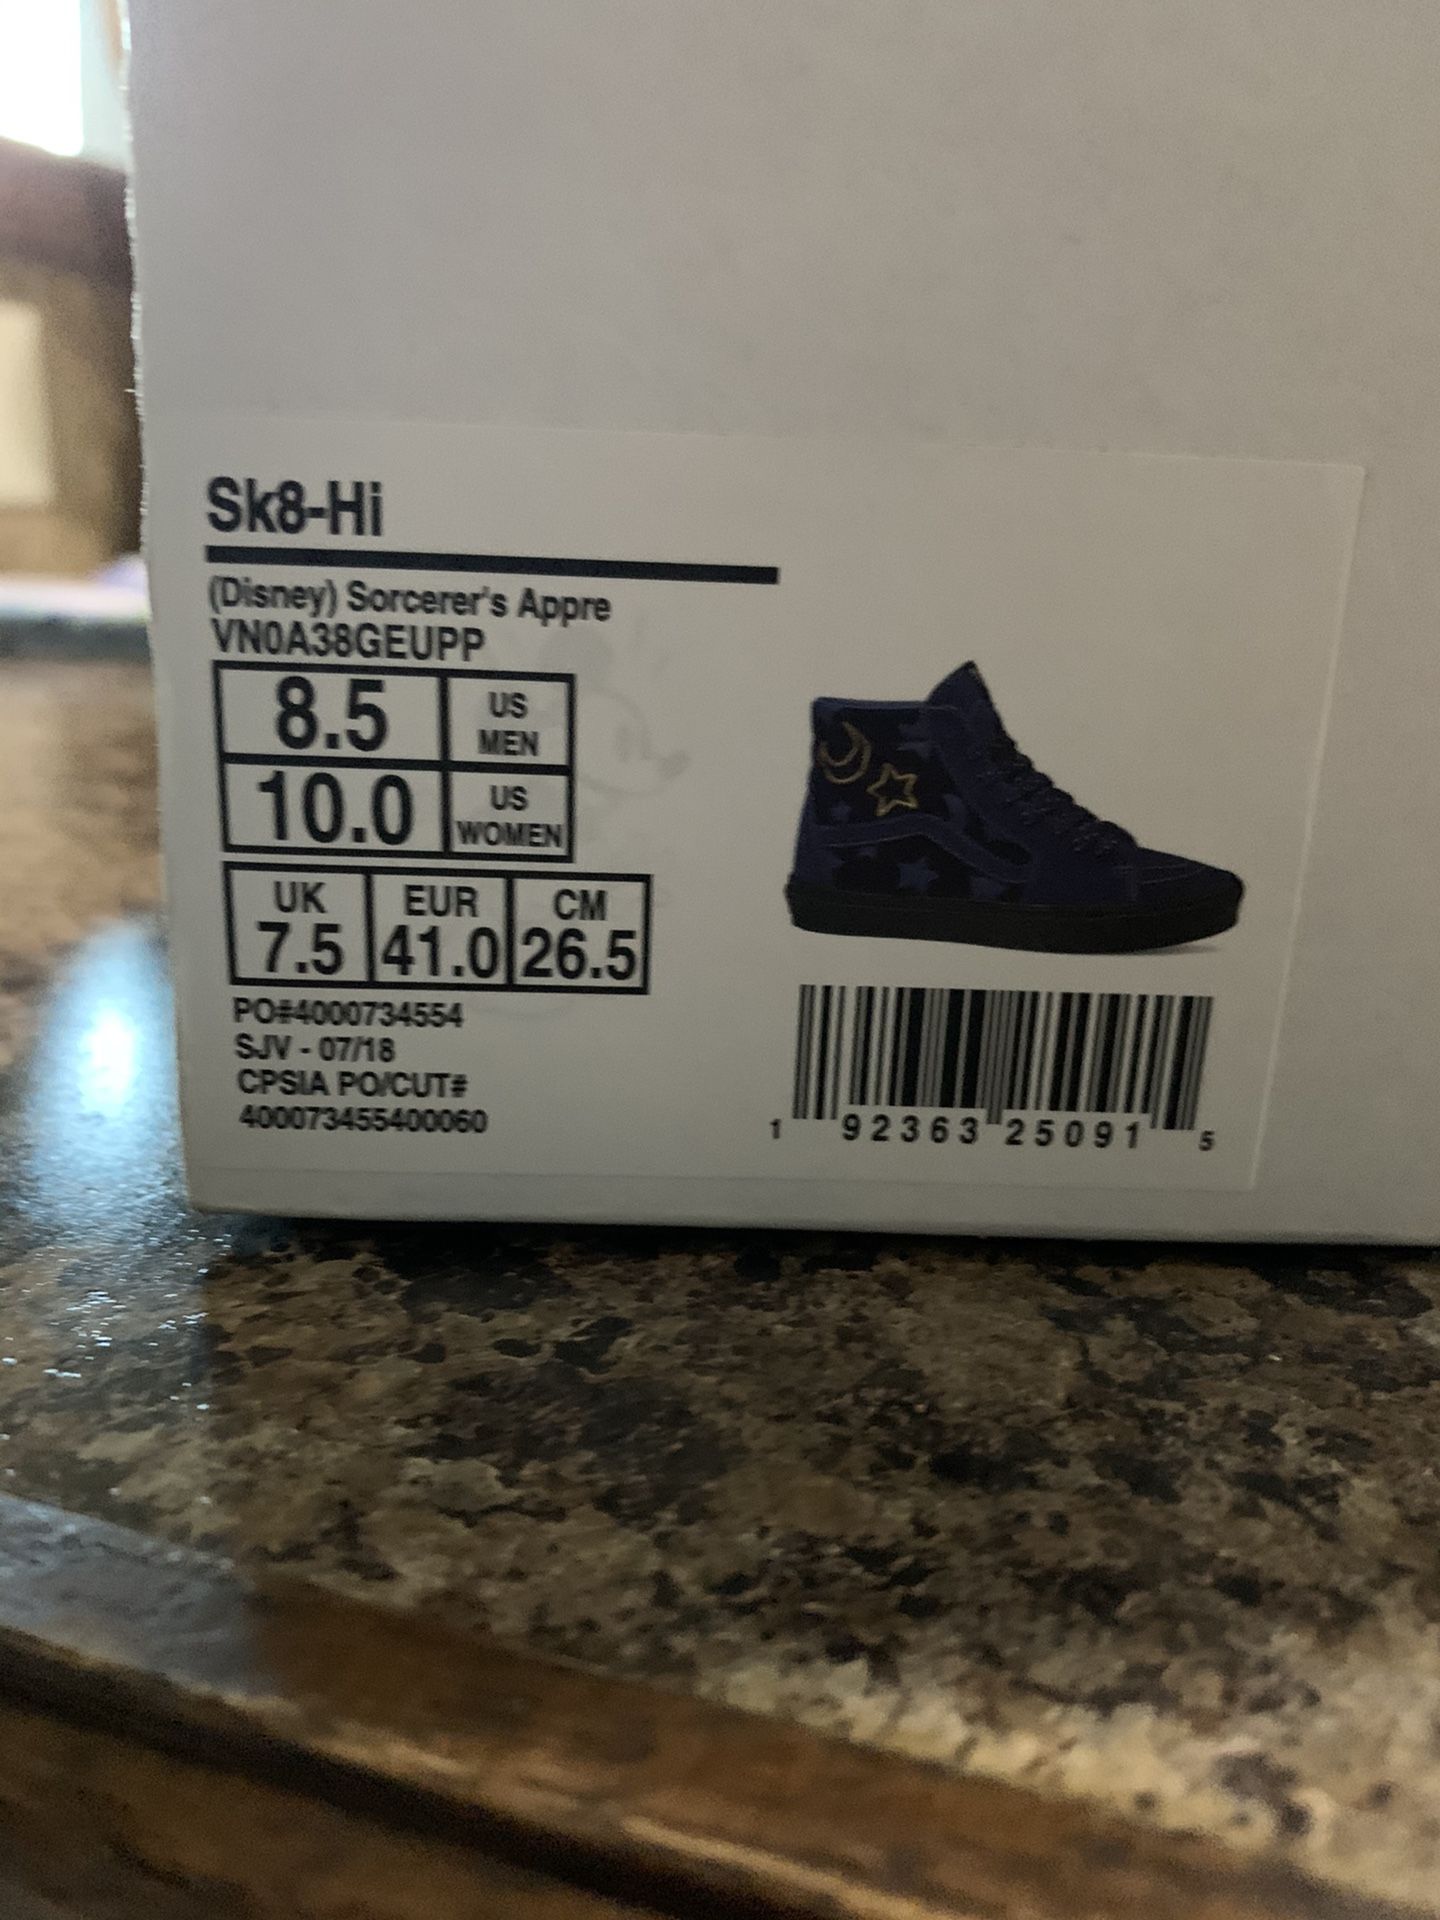 Sk8-Hi
(Disney) Sorcerer's Appre
VN0A38GEUPP
8.5 US MEN
10.0 US WOMEN
UK EUR CM
7.5 41.0 26.5
PO#4000734554
SJV - 07/18
CPSIA PO/CUT#
400073455400060
1 92363 25091 5